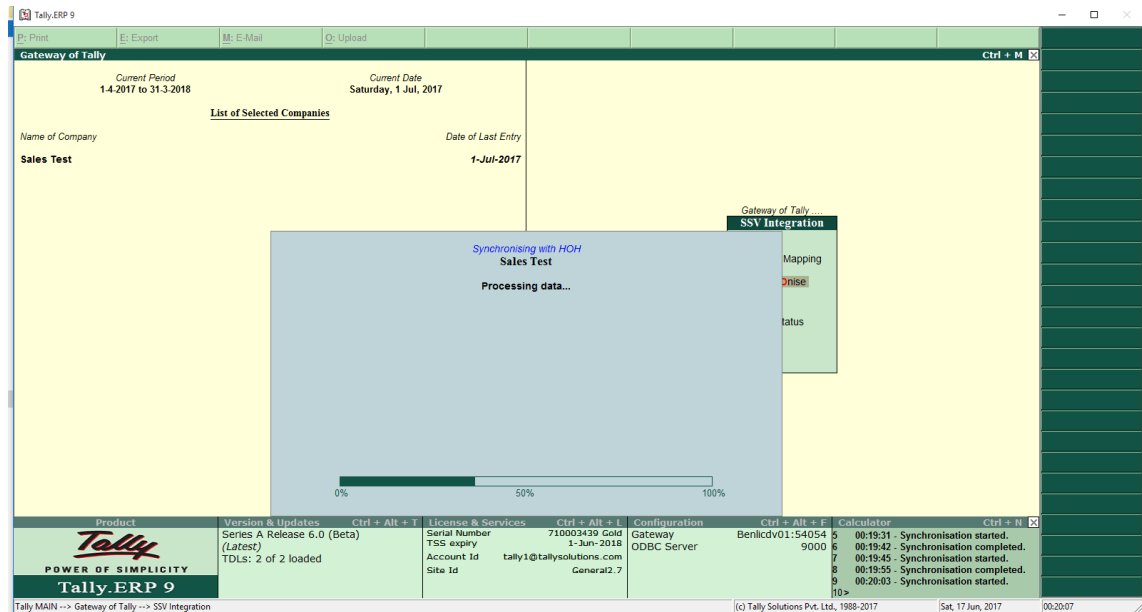 Tally.ERP 9
P: Print E: Export M: E-Mail O: Upload
Gateway of Tally Ctrl + M
Current Period Current Date
1-4-2017 to 31-3-2018 Saturday, 1 Jul, 2017
List of Selected Companies
Name of Company Date of Last Entry
Sales Test 1-Jul-2017
Gateway of Tally ....
SSV Integration
Mapping
nise
tatus
Synchronising with HOH
Sales Test
Processing data...
0% 50% 100%
Product
Tally
POWER OF SIMPLICITY
Tally.ERP 9
Version & Updates Ctrl + Alt + T
Series A Release 6.0 (Beta)
(Latest)
TDLs: 2 of 2 loaded
License & Services Ctrl + Alt + L
Serial Number 710003439 Gold
TSS expiry 1-Jun-2018
Account Id tally1@tallysolutions.com
Site Id General2.7
Configuration Ctrl + Alt + F
Gateway Benlicdv01:54054
ODBC Server 9000
Calculator Ctrl + N
5 00:19:31 - Synchronisation started.
6 00:19:42 - Synchronisation completed.
7 00:19:45 - Synchronisation started.
8 00:19:55 - Synchronisation completed.
9 00:20:03 - Synchronisation started.
10>
Tally MAIN --> Gateway of Tally --> SSV Integration (c) Tally Solutions Pvt. Ltd., 1988-2017 Sat, 17 Jun, 2017 00:20:07